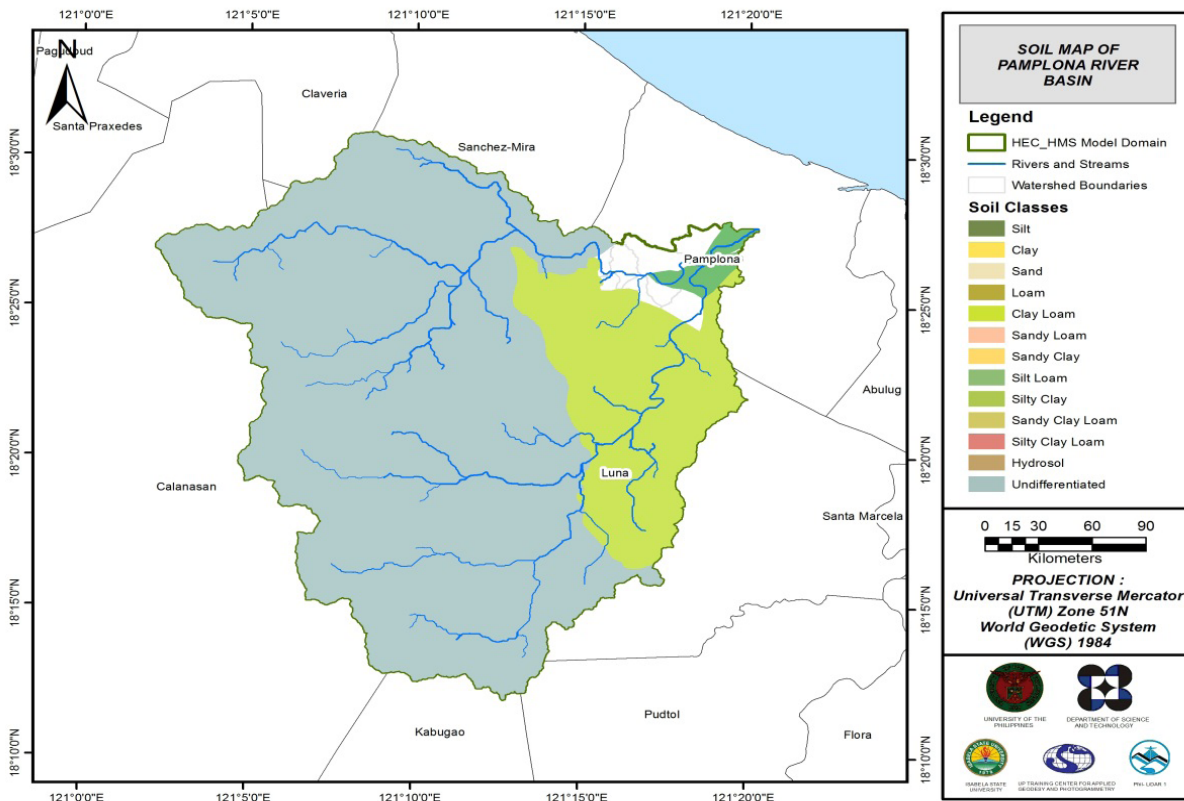 121°0'0"E 121°5'0"E 121°10'0"E 121°15'0"E 121°20'0"E
N
Pagudpud
Claveria
Santa Praxedes
Sanchez-Mira
Pamplona
Abulug
Luna
Calanasan
Santa Marcela
Kabugao
Pudtol
Flora
18°30'0"N
18°25'0"N
18°20'0"N
18°15'0"N
18°10'0"N
18°30'0"N
18°25'0"N
18°20'0"N
18°15'0"N
18°10'0"N
121°0'0"E 121°5'0"E 121°10'0"E 121°15'0"E 121°20'0"E
SOIL MAP OF
PAMPLONA RIVER
BASIN
Legend
HEC_HMS Model Domain
Rivers and Streams
Watershed Boundaries
Soil Classes
Silt
Clay
Sand
Loam
Clay Loam
Sandy Loam
Sandy Clay
Silt Loam
Silty Clay
Sandy Clay Loam
Silty Clay Loam
Hydrosol
Undifferentiated
0 15 30 60 90
Kilometers
PROJECTION :
Universal Transverse Mercator
(UTM) Zone 51N
World Geodetic System
(WGS) 1984
UNIVERSITY OF THE
PHILIPPINES
DEPARTMENT OF SCIENCE
AND TECHNOLOGY
ISABELA STATE
UNIVERSITY
UP TRAINING CENTER FOR APPLIED
GEODESY AND PHOTOGRAMMETRY
Phil-LiDAR 1